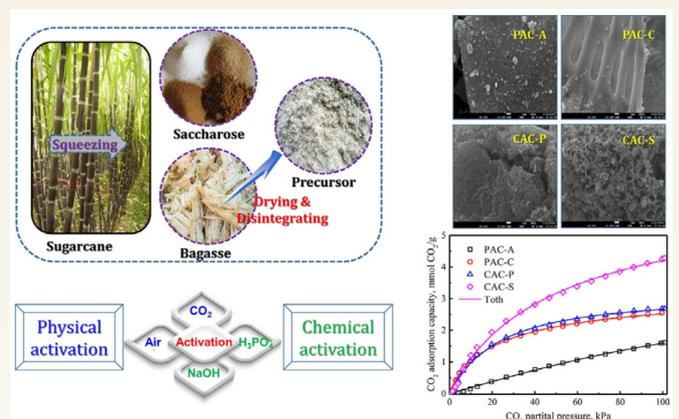 Squeezing
Sugarcane
Saccharose
Bagasse
Drying &
Disintegrating
Precursor
Physical
activation
CO2
Air
Activation
H3PO4
NaOH
Chemical
activation
PAC-A
PAC-C
CAC-P
CAC-S
CO2 adsorption capacity, mmol CO2/g
5
4
3
2
1
0
PAC-A
PAC-C
CAC-P
CAC-S
Toth
0 20 40 60 80 100
CO2 partital pressure, kPa